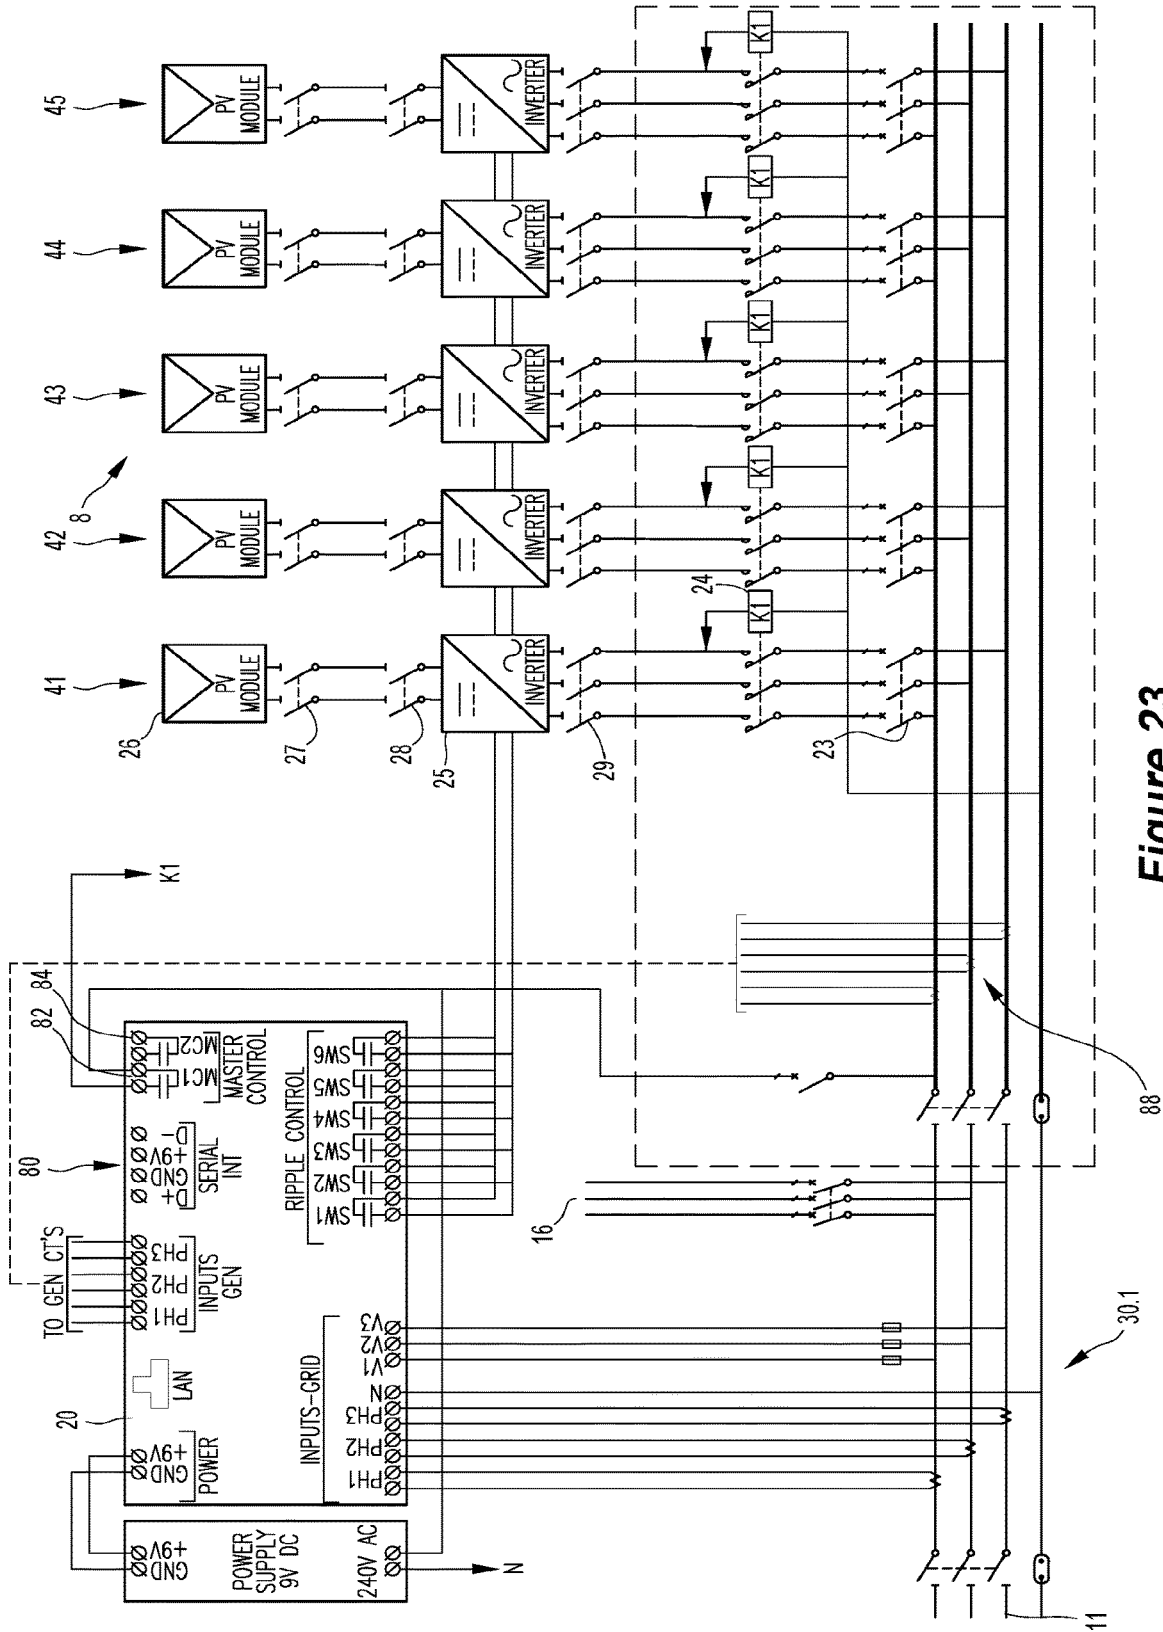 41
42
43
44
45
8
26
PV
MODULE
PV
MODULE
PV
MODULE
PV
MODULE
PV
MODULE
27
28
25
INVERTER
INVERTER
INVERTER
INVERTER
INVERTER
29
24
K1
K1
K1
K1
K1
23
GND
+9V
POWER
SUPPLY
9V DC
240V AC
N
20
GND
+9V
POWER
LAN
TO GEN CT'S
PH1
PH2
PH3
INPUTS
GEN
80
D+
GND
+9V
D-
SERIAL
INT
82
84
MC1
MC2
MASTER
CONTROL
K1
INPUTS-GRID
PH1
PH2
PH3
N
V1
V2
V3
RIPPLE CONTROL
SW1
SW2
SW3
SW4
SW5
SW6
16
88
30.1
11
Figure 23